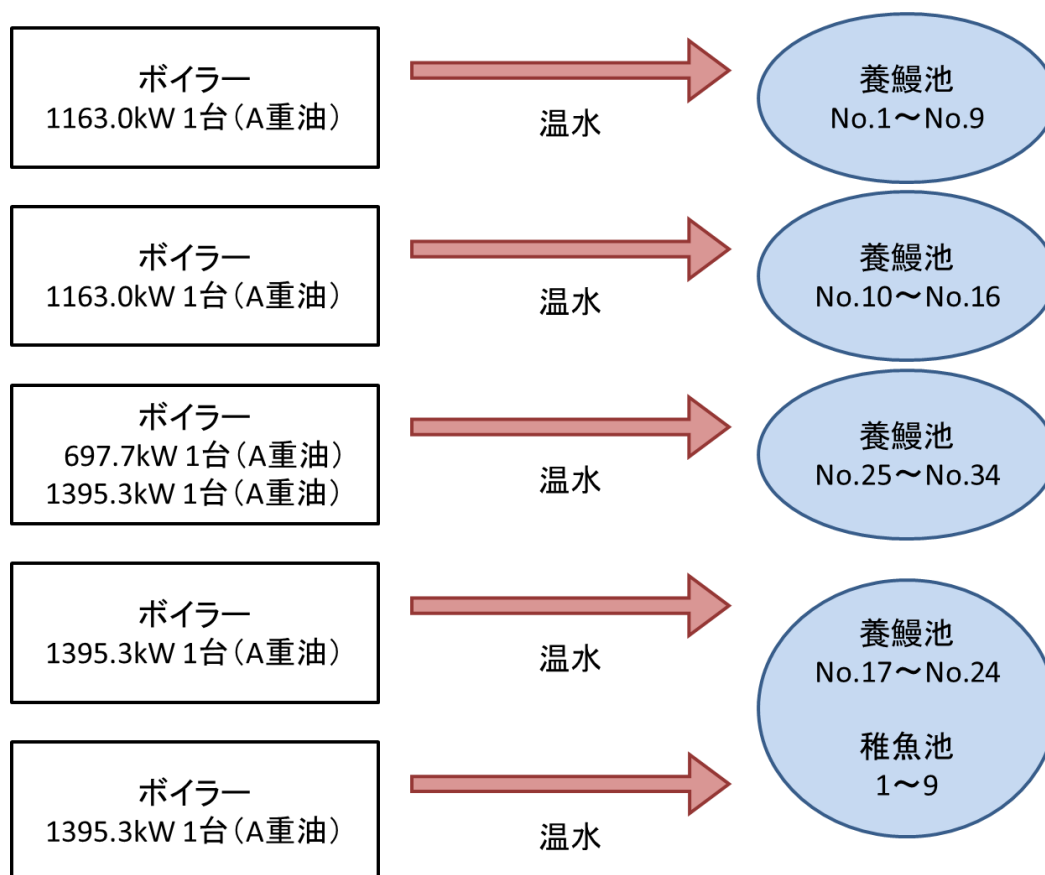 ボイラー
1163.0kW 1台（A重油）
温水
養鰻池
No.1～No.9
ボイラー
1163.0kW 1台（A重油）
温水
養鰻池
No.10～No.16
ボイラー
697.7kW 1台（A重油）
1395.3kW 1台（A重油）
温水
養鰻池
No.25～No.34
ボイラー
1395.3kW 1台（A重油）
温水
養鰻池
No.17～No.24
稚魚池
1～9
ボイラー
1395.3kW 1台（A重油）
温水